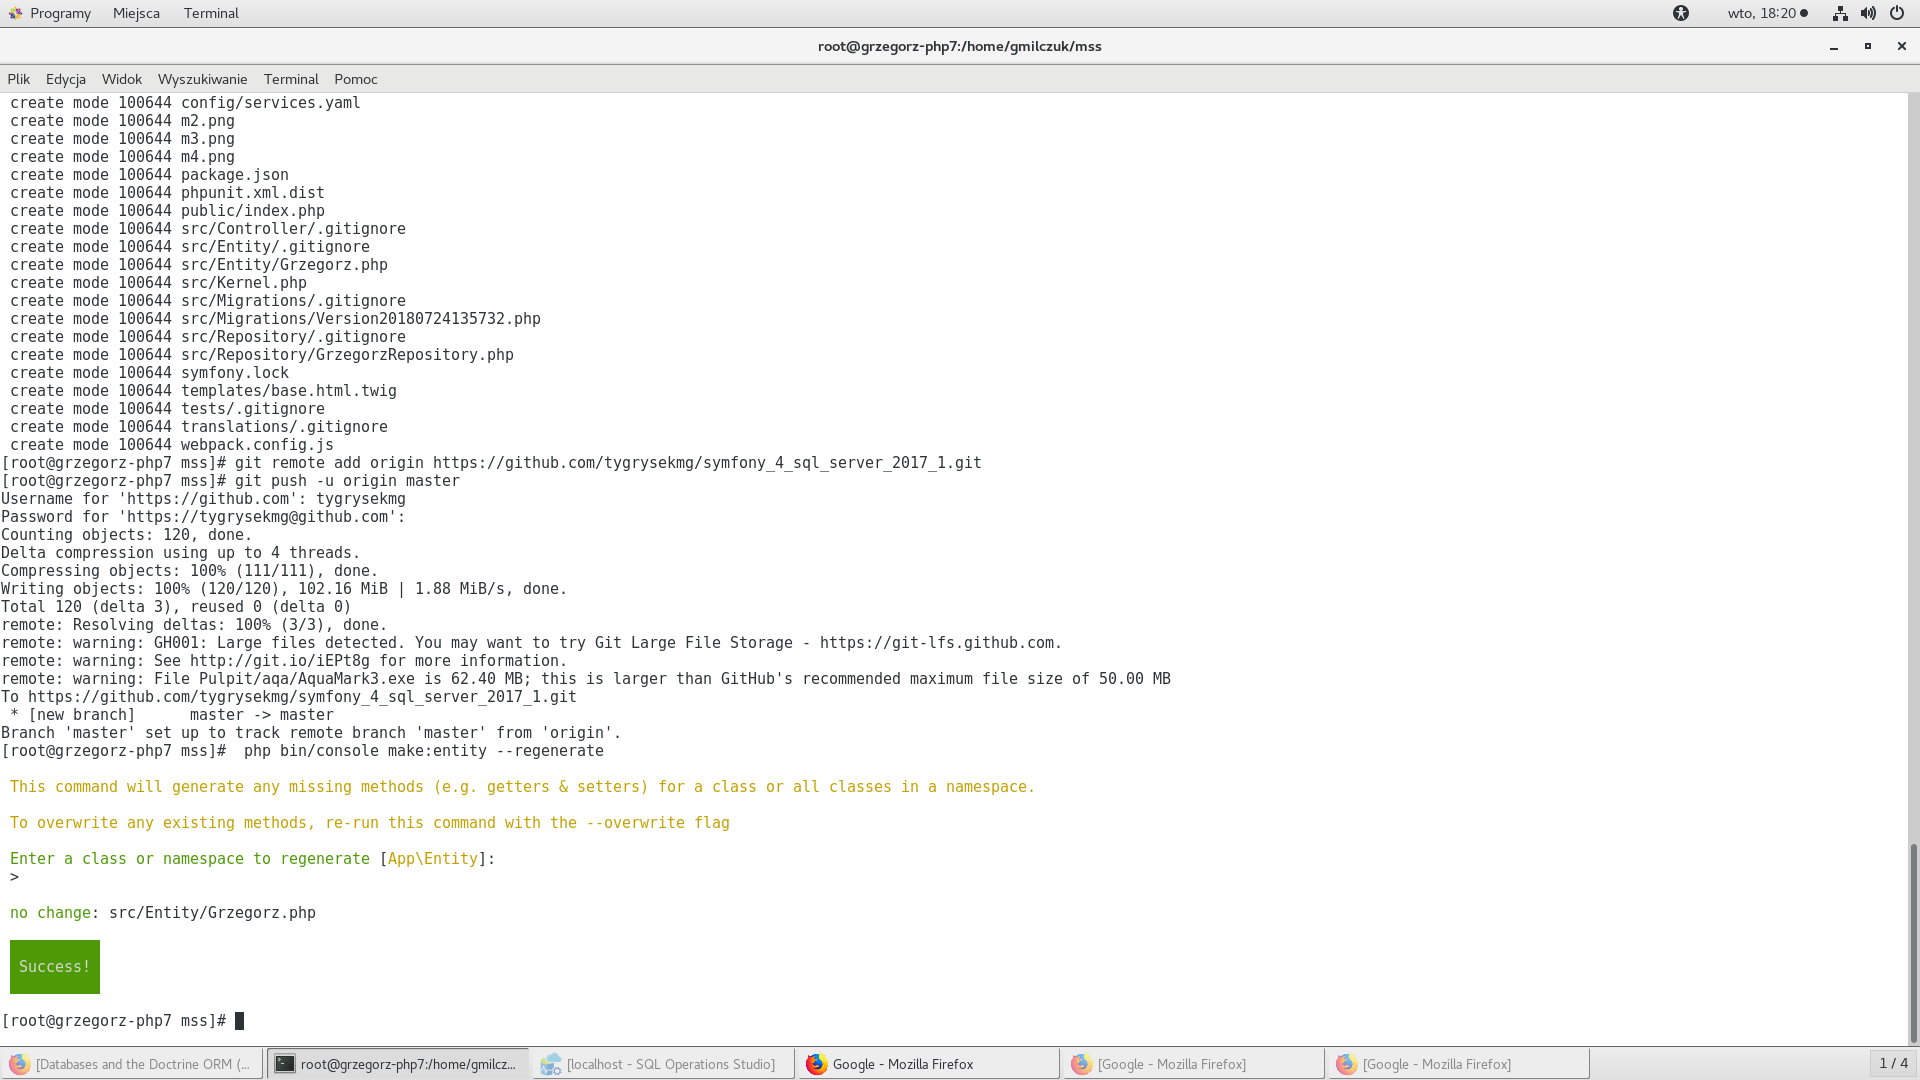 Programy Miejsca Terminal wto, 18:20
root@grzegorz-php7:/home/gmilczuk/mss
Plik Edycja Widok Wyszukiwanie Terminal Pomoc
create mode 100644 config/services.yaml
create mode 100644 m2.png
create mode 100644 m3.png
create mode 100644 m4.png
create mode 100644 package.json
create mode 100644 phpunit.xml.dist
create mode 100644 public/index.php
create mode 100644 src/Controller/.gitignore
create mode 100644 src/Entity/.gitignore
create mode 100644 src/Entity/Grzegorz.php
create mode 100644 src/Kernel.php
create mode 100644 src/Migrations/.gitignore
create mode 100644 src/Migrations/Version20180724135732.php
create mode 100644 src/Repository/.gitignore
create mode 100644 src/Repository/GrzegorzRepository.php
create mode 100644 symfony.lock
create mode 100644 templates/base.html.twig
create mode 100644 tests/.gitignore
create mode 100644 translations/.gitignore
create mode 100644 webpack.config.js
[root@grzegorz-php7 mss]# git remote add origin https://github.com/tygrysekmg/symfony_4_sql_server_2017_1.git
[root@grzegorz-php7 mss]# git push -u origin master
Username for 'https://github.com': tygrysekmg
Password for 'https://tygrysekmg@github.com':
Counting objects: 120, done.
Delta compression using up to 4 threads.
Compressing objects: 100% (111/111), done.
Writing objects: 100% (120/120), 102.16 MiB | 1.88 MiB/s, done.
Total 120 (delta 3), reused 0 (delta 0)
remote: Resolving deltas: 100% (3/3), done.
remote: warning: GH001: Large files detected. You may want to try Git Large File Storage - https://git-lfs.github.com.
remote: warning: See http://git.io/iEPt8g for more information.
remote: warning: File Pulpit/aqa/AquaMark3.exe is 62.40 MB; this is larger than GitHub's recommended maximum file size of 50.00 MB
To https://github.com/tygrysekmg/symfony_4_sql_server_2017_1.git
* [new branch]      master -> master
Branch 'master' set up to track remote branch 'master' from 'origin'.
[root@grzegorz-php7 mss]#  php bin/console make:entity --regenerate
This command will generate any missing methods (e.g. getters & setters) for a class or all classes in a namespace.
To overwrite any existing methods, re-run this command with the --overwrite flag
Enter a class or namespace to regenerate [App\Entity]:
>
no change: src/Entity/Grzegorz.php
Success!
[root@grzegorz-php7 mss]#
[Databases and the Doctrine ORM (... root@grzegorz-php7:/home/gmilcz... [localhost - SQL Operations Studio] Google - Mozilla Firefox [Google - Mozilla Firefox] [Google - Mozilla Firefox] 1 / 4